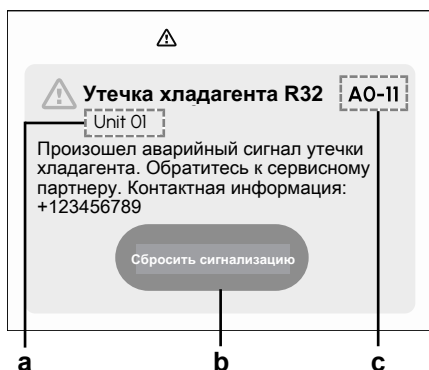 Утечка хладагента R32 A0-11
Unit 01
Произошел аварийный сигнал утечки
хладагента. Обратитесь к сервисному
партнеру. Контактная информация:
+123456789
Сбросить сигнализацию
a b c